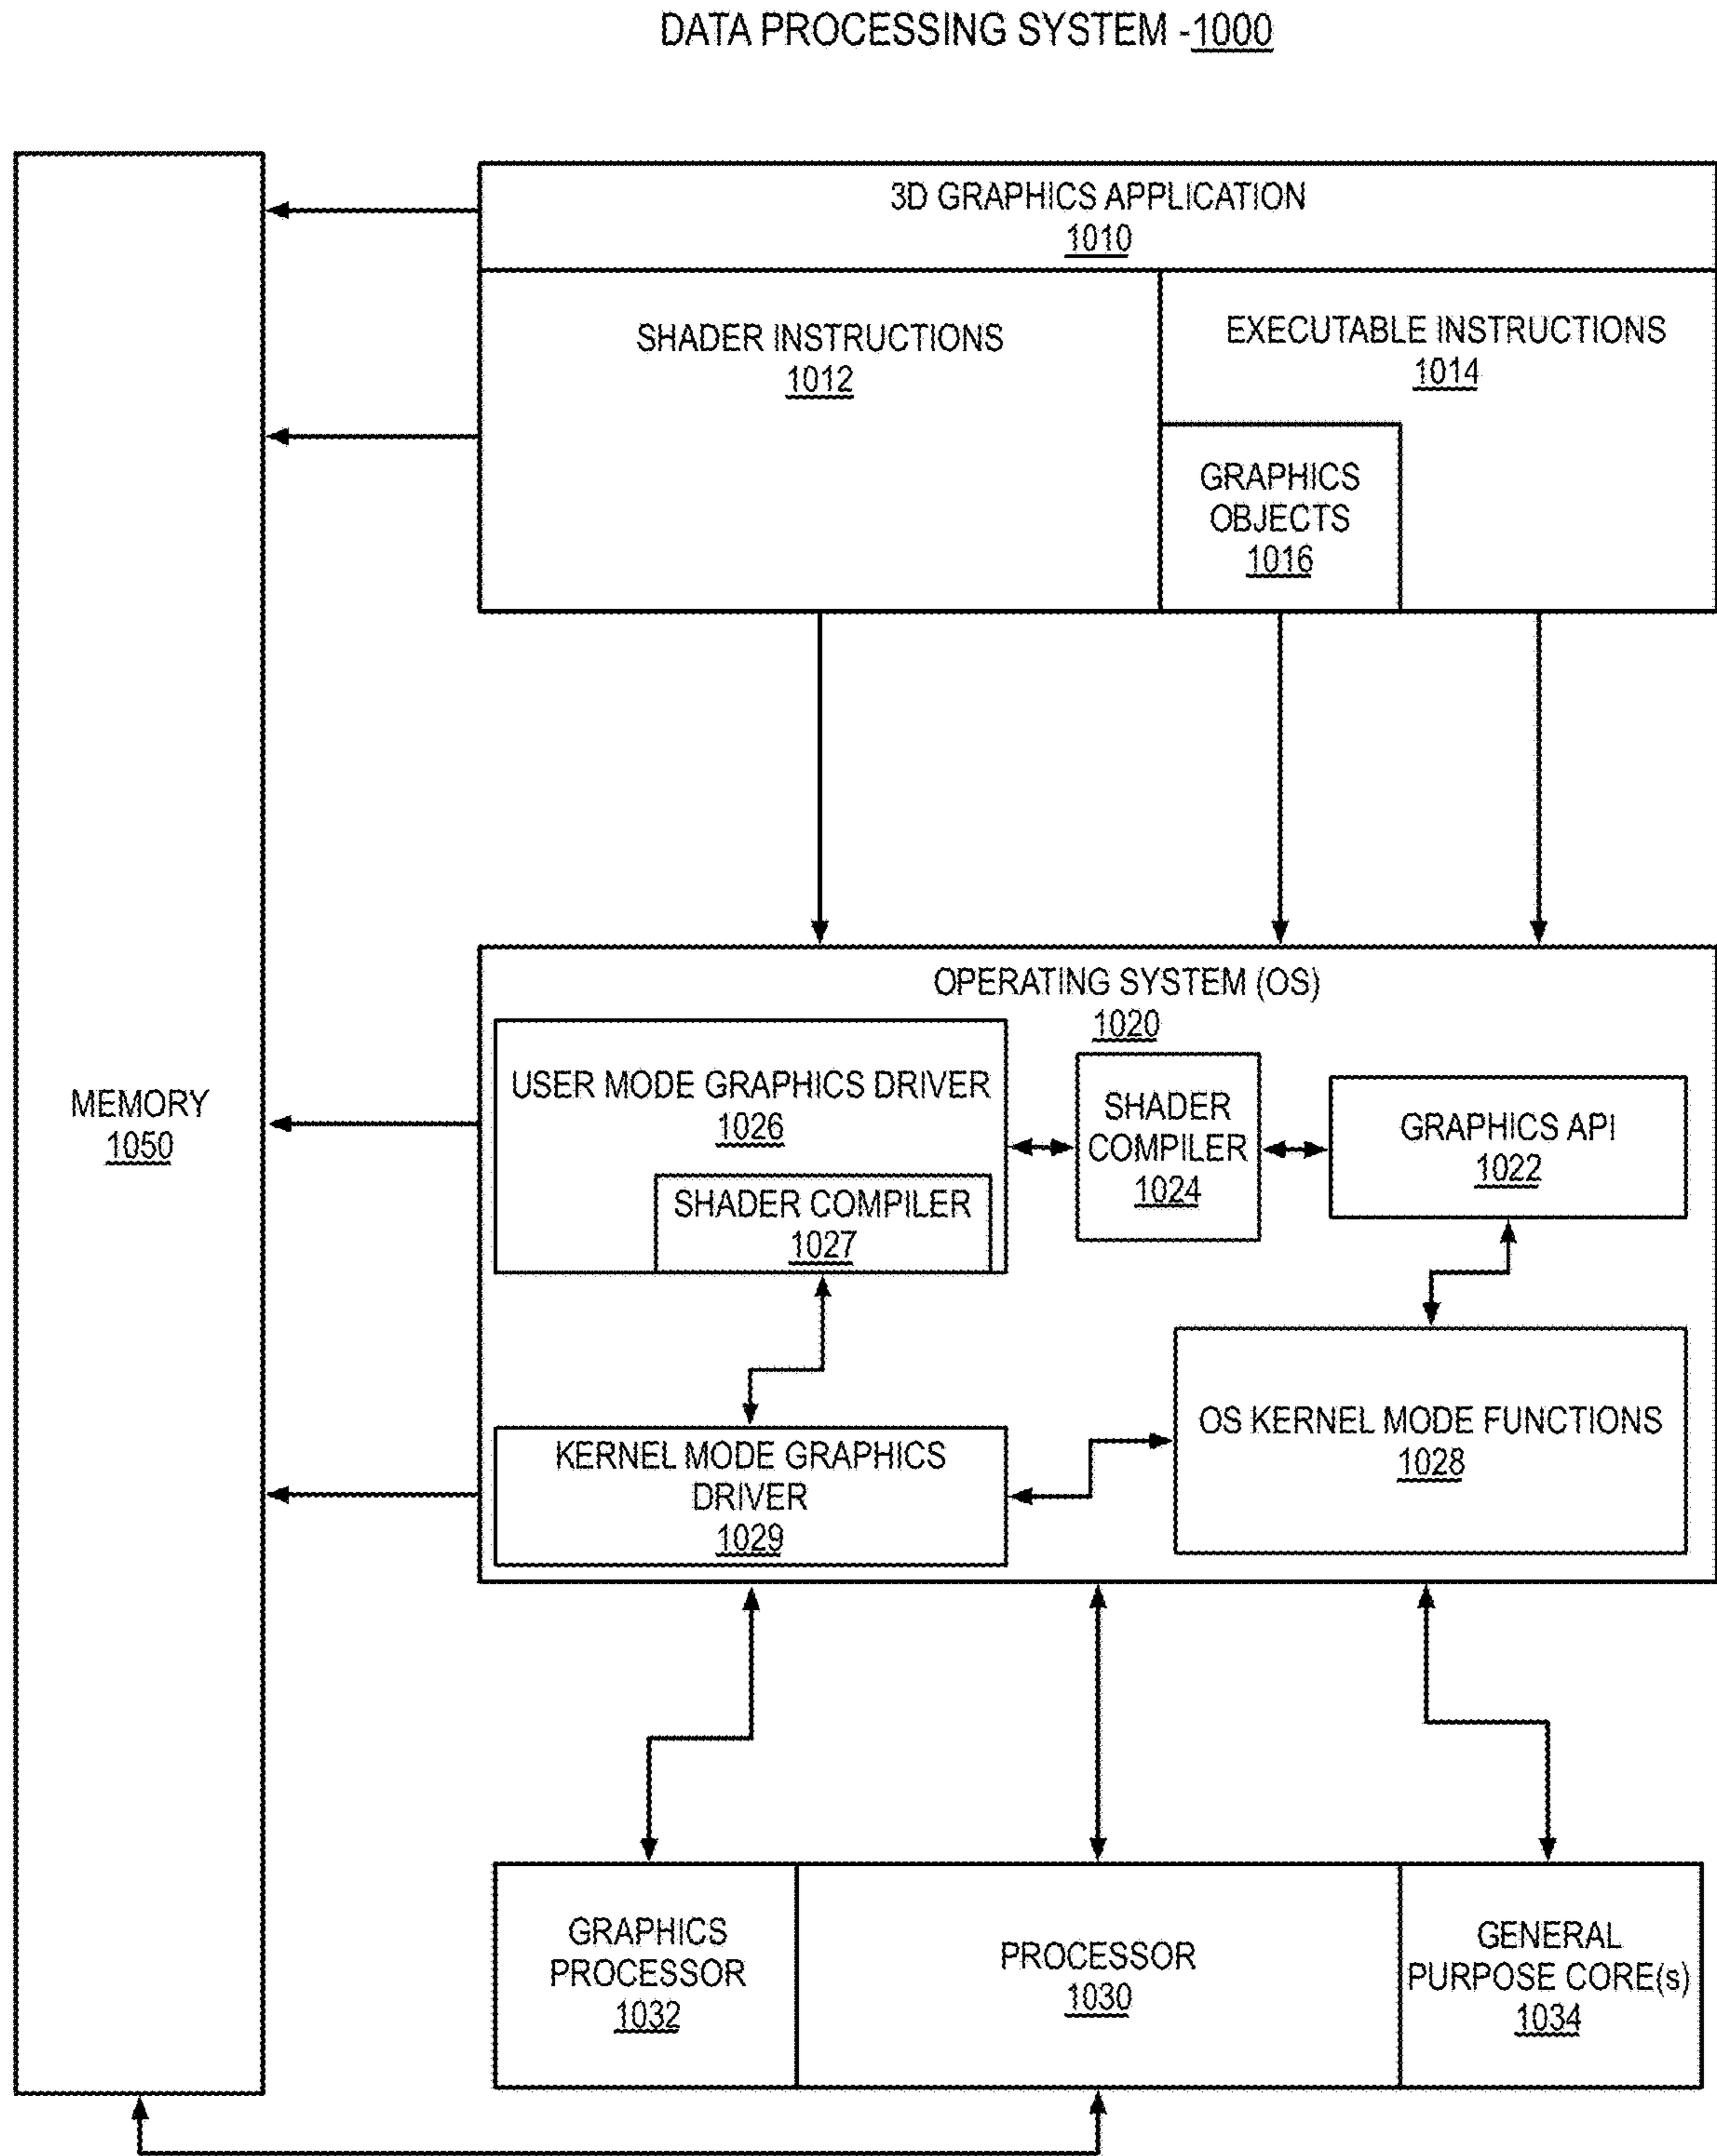 DATA PROCESSING SYSTEM -1000
3D GRAPHICS APPLICATION
1010
SHADER INSTRUCTIONS
1012
EXECUTABLE INSTRUCTIONS
1014
GRAPHICS
OBJECTS
1016
MEMORY
1050
OPERATING SYSTEM (OS)
1020
USER MODE GRAPHICS DRIVER
1026
SHADER COMPILER
1027
SHADER
COMPILER
1024
GRAPHICS API
1022
KERNEL MODE GRAPHICS
DRIVER
1029
OS KERNEL MODE FUNCTIONS
1028
GRAPHICS
PROCESSOR
1032
PROCESSOR
1030
GENERAL
PURPOSE CORE(s)
1034